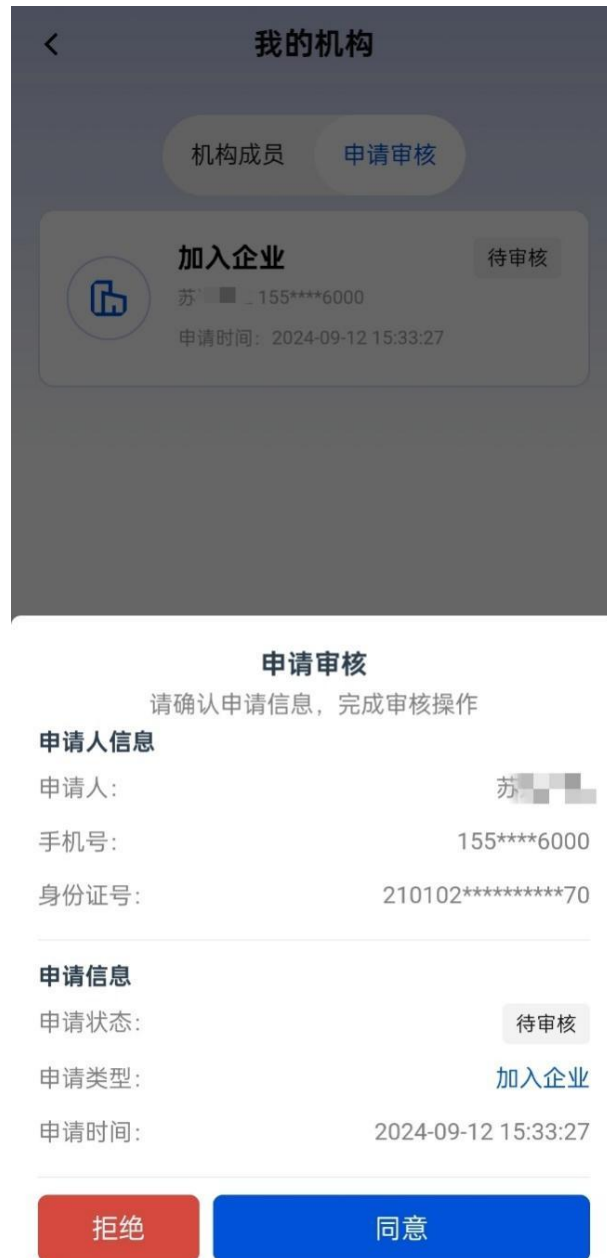 我的机构
机构成员 申请审核
加入企业 待审核
苏 155****6000
申请时间：2024-09-12 15:33:27
申请审核
请确认申请信息，完成审核操作
申请人信息
申请人： 苏
手机号： 155****6000
身份证号： 210102**********70
申请信息
申请状态： 待审核
申请类型： 加入企业
申请时间： 2024-09-12 15:33:27
拒绝 同意